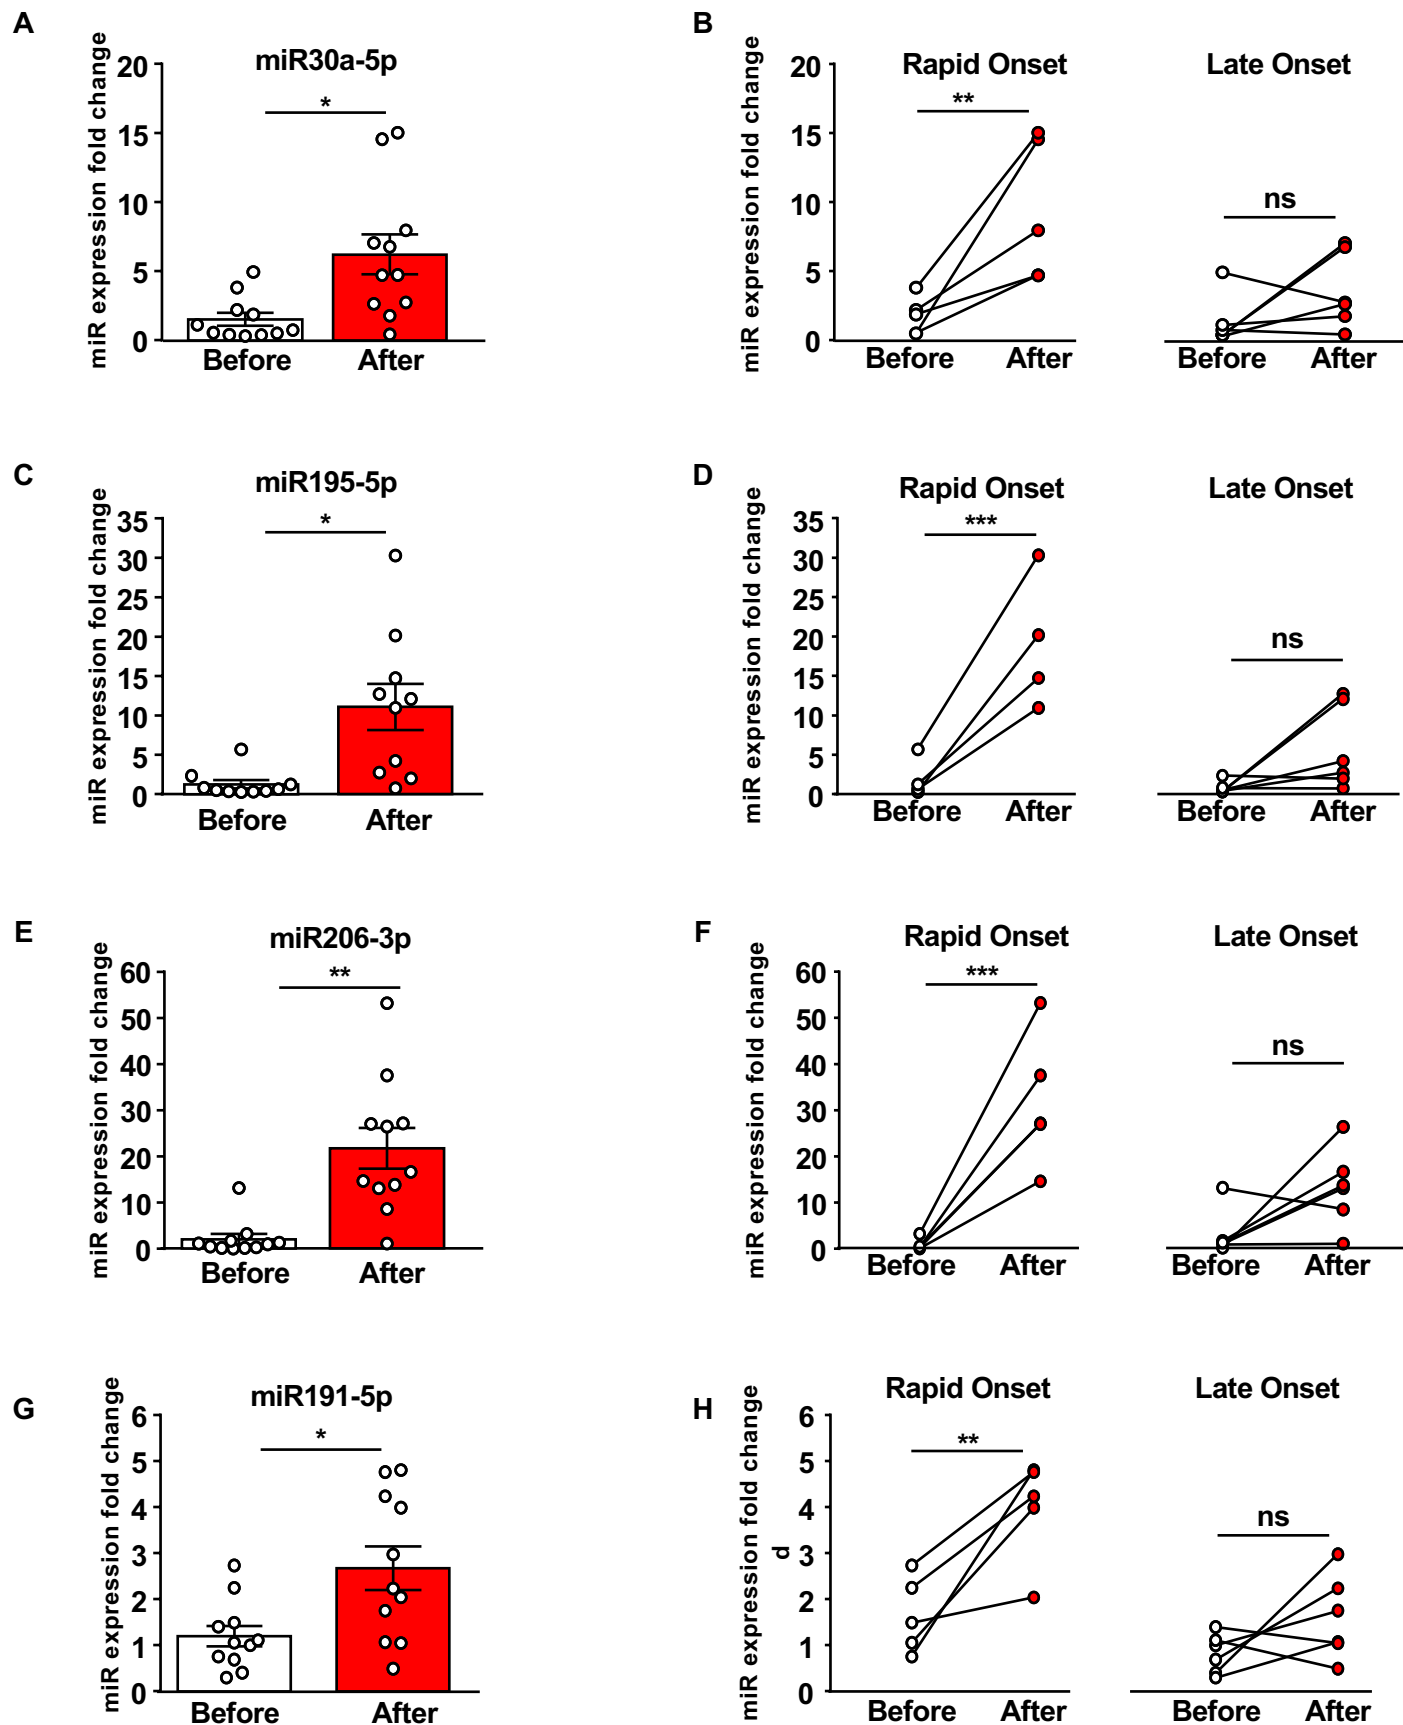 A
miR30a-5p
*
miR expression fold change
20
15
10
5
0
Before After
B
Rapid Onset Late Onset
**
ns
miR expression fold change
20
15
10
5
0
Before After Before After
C
miR195-5p
*
miR expression fold change
35
30
25
20
15
10
5
0
Before After
D
Rapid Onset Late Onset
***
ns
miR expression fold change
35
30
25
20
15
10
5
0
Before After Before After
E
miR206-3p
**
miR expression fold change
60
50
40
30
20
10
0
Before After
F
Rapid Onset Late Onset
***
ns
miR expression fold change
60
50
40
30
20
10
0
Before After Before After
G
miR191-5p
*
miR expression fold change
6
5
4
3
2
1
0
Before After
H
Rapid Onset Late Onset
**
ns
miR expression fold change
d
6
5
4
3
2
1
0
Before After Before After